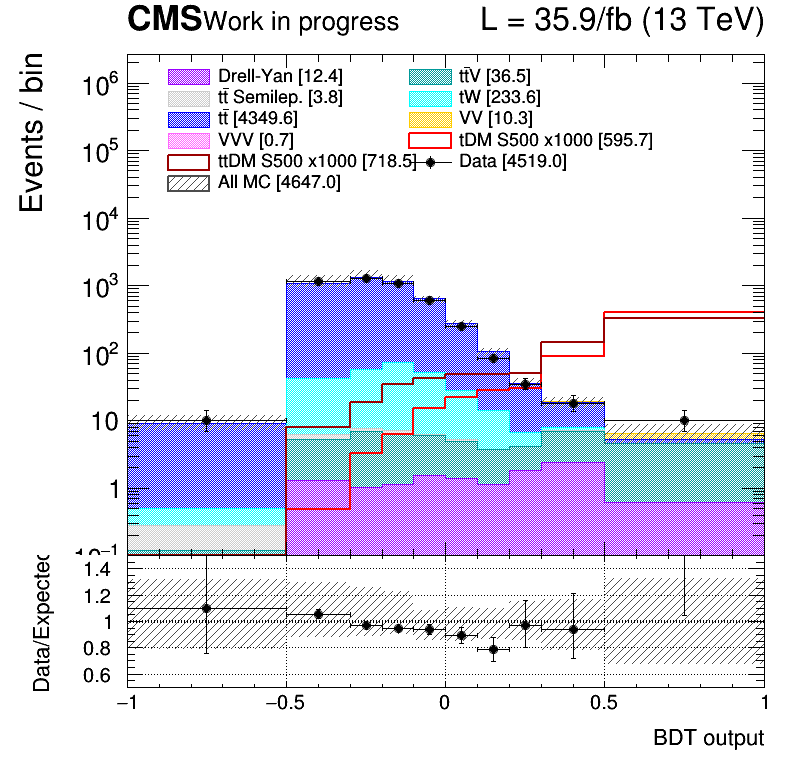 CMS Work in progress L = 35.9/fb (13 TeV)
Events / bin
Drell-Yan [12.4] tt̄V [36.5]
tt̄ Semilep. [3.8] tW [233.6]
tt̄ [4349.6] VV [10.3]
VVV [0.7] tDM S500 x1000 [595.7]
ttDM S500 x1000 [718.5] Data [4519.0]
All MC [4647.0]
10⁶
10⁵
10⁴
10³
10²
10
1
10⁻¹
Data/Expected
1.4
1.2
1
0.8
0.6
−1 −0.5 0 0.5 1
BDT output